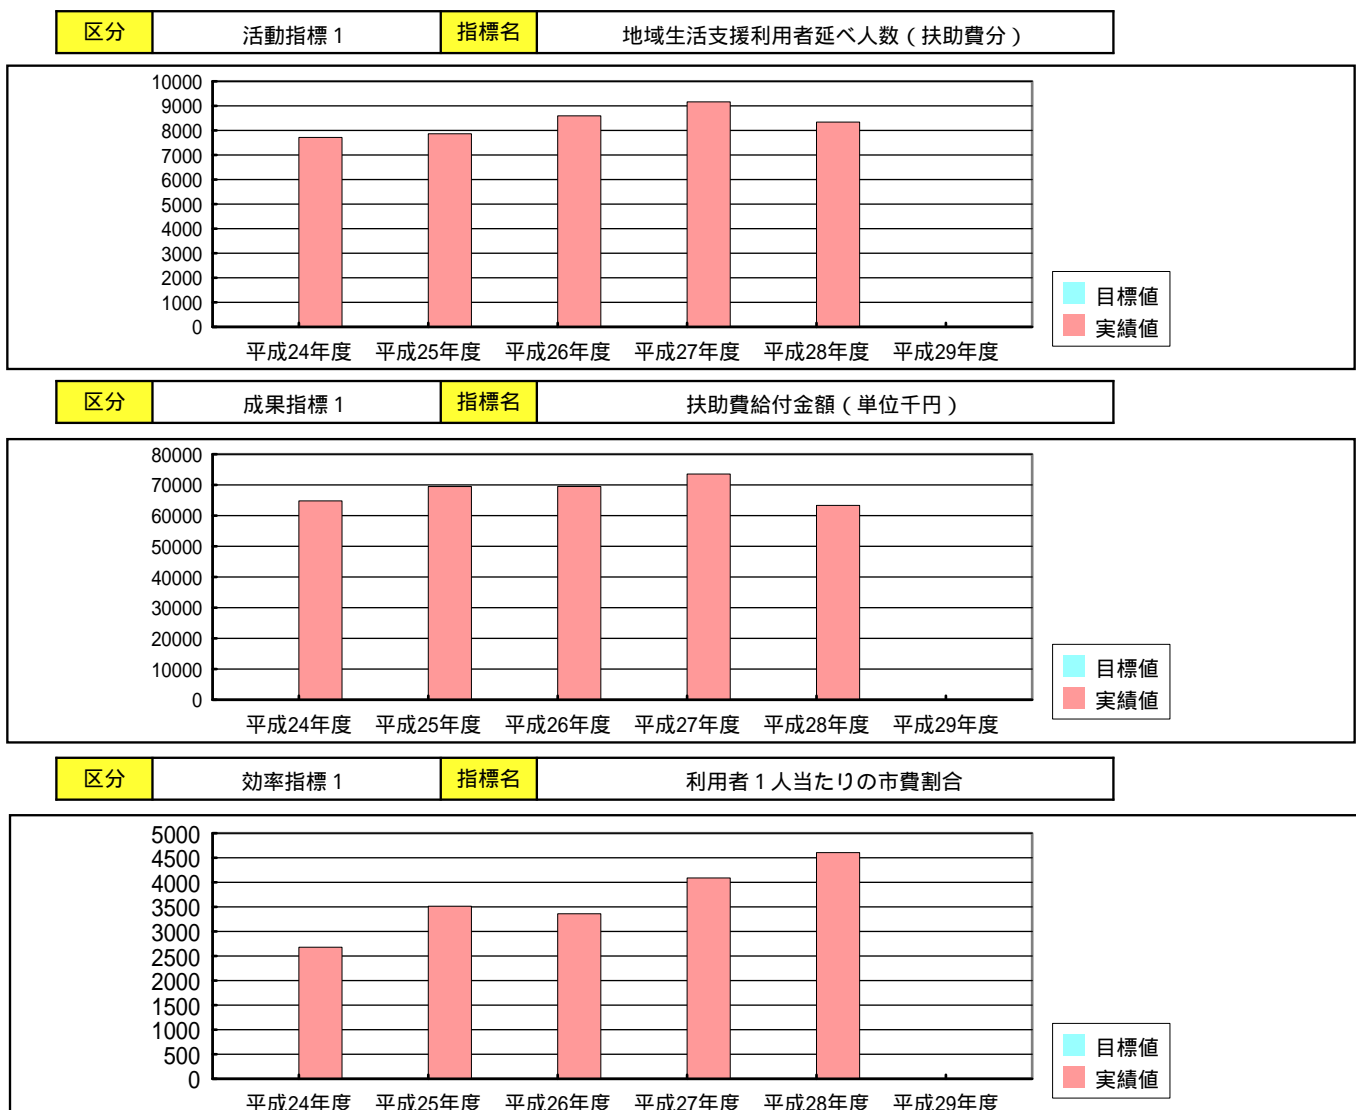 区分 活動指標1 指標名 地域生活支援利用者延べ人数(扶助費分)
10000
9000
8000
7000
6000
5000
4000
3000
2000
1000
0
平成24年度 平成25年度 平成26年度 平成27年度 平成28年度 平成29年度
目標値
実績値
区分 成果指標1 指標名 扶助費給付金額(単位千円)
80000
70000
60000
50000
40000
30000
20000
10000
0
平成24年度 平成25年度 平成26年度 平成27年度 平成28年度 平成29年度
目標値
実績値
区分 効率指標1 指標名 利用者1人当たりの市費割合
5000
4500
4000
3500
3000
2500
2000
1500
1000
500
0
平成24年度 平成25年度 平成26年度 平成27年度 平成28年度 平成29年度
目標値
実績値